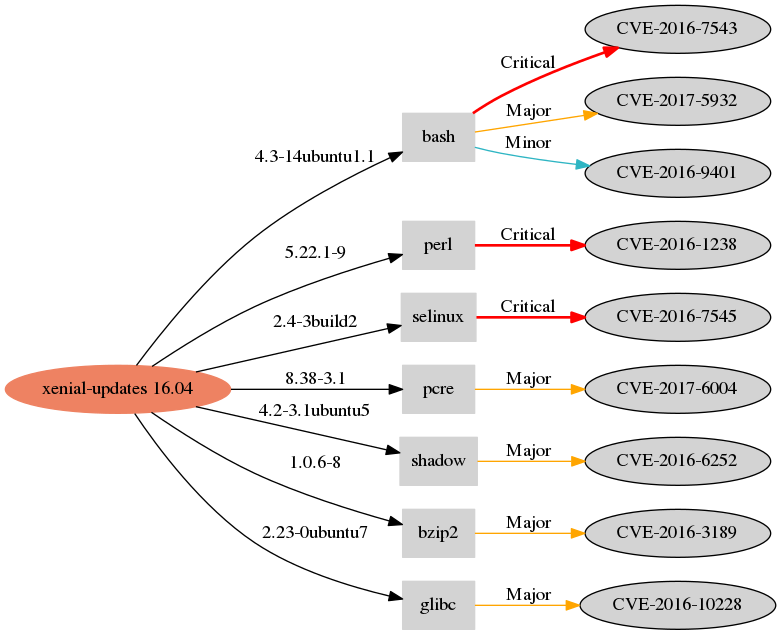 CVE-2016-7543
Critical
CVE-2017-5932
Major
bash
Minor
4.3-14ubuntu1.1
CVE-2016-9401
Critical
perl
CVE-2016-1238
5.22.1-9
Critical
2.4-3build2
selinux
CVE-2016-7545
8.38-3.1
Major
xenial-updates 16.04
pcre
CVE-2017-6004
4.2-3.1ubuntu5
Major
shadow
CVE-2016-6252
1.0.6-8
Major
2.23-0ubuntu7
bzip2
CVE-2016-3189
Major
glibc
CVE-2016-10228